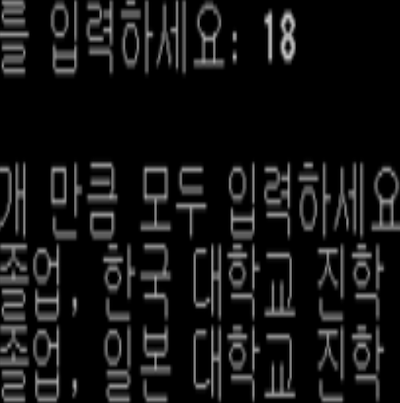 를 입력하세요: 18
개 만큼 모두 입력하세요
졸업, 한국 대학교 진학
졸업, 일본 대학교 진학